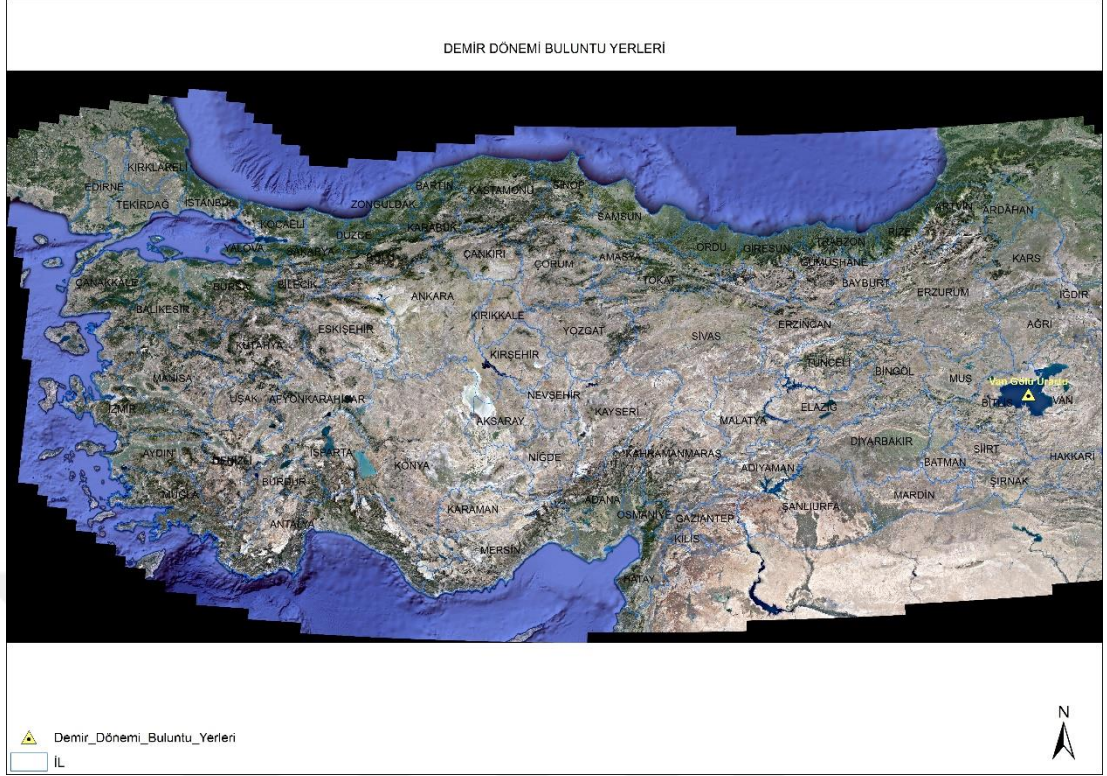 DEMİR DÖNEMİ BULUNTU YERLERİ
KIRKLARELİ
EDİRNE
TEKİRDAĞ
İSTANBUL
BARTIN
KASTAMONU
SİNOP
ZONGULDAK
KOCAELİ
DÜZCE
KARABÜK
SAMSUN
ARTVİN
ARDAHAN
RİZE
ORDU
GİRESUN
TRABZON
YALOVA
SAKARYA
BOLU
ÇANKIRI
ÇORUM
AMASYA
GÜMÜŞHANE
KARS
ÇANAKKALE
BURSA
BİLECİK
TOKAT
BAYBURT
ERZURUM
IĞDIR
ANKARA
BALIKESİR
KIRIKKALE
ESKİŞEHİR
YOZGAT
SİVAS
ERZİNCAN
AĞRI
KÜTAHYA
KIRŞEHİR
TUNCELİ
BİNGÖL
MUŞ
MANİSA
Van Gölü Urartu
UŞAK
AFYONKARAHİSAR
NEVŞEHİR
BİTLİS
VAN
İZMİR
KAYSERİ
ELAZIĞ
AKSARAY
MALATYA
DİYARBAKIR
AYDIN
DENİZLİ
ISPARTA
KONYA
NİĞDE
KAHRAMANMARAŞ
SİİRT
HAKKARİ
ADIYAMAN
BATMAN
BURDUR
ŞIRNAK
MUĞLA
MARDİN
ADANA
KARAMAN
ŞANLIURFA
OSMANİYE
GAZİANTEP
ANTALYA
KİLİS
MERSİN
HATAY
N
Demir_Dönemi_Buluntu_Yerleri
İL